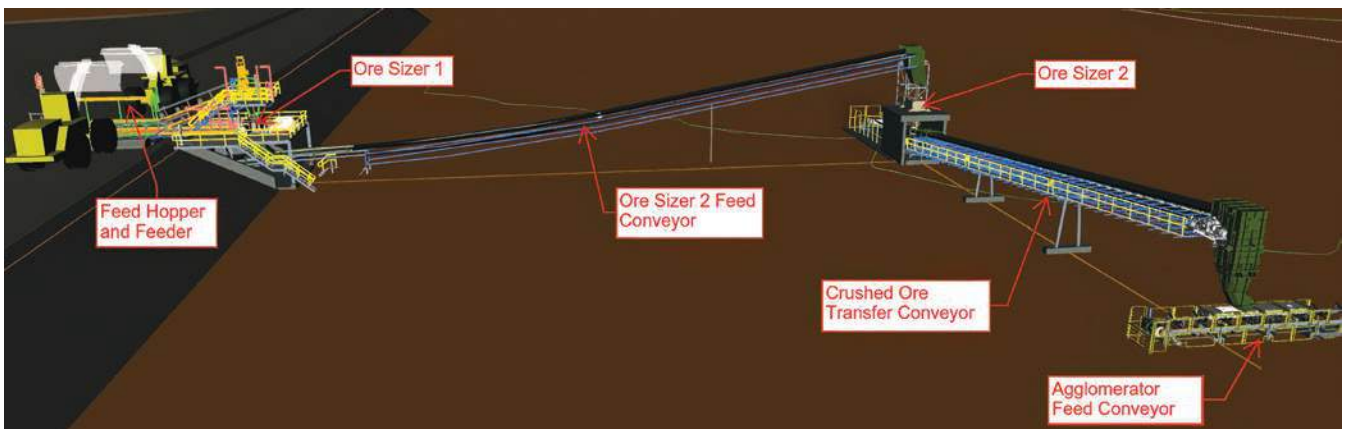 Ore Sizer 1
Ore Sizer 2
Feed Hopper
and Feeder
Ore Sizer 2 Feed
Conveyor
Crushed Ore
Transfer Conveyor
Agglomerator
Feed Conveyor